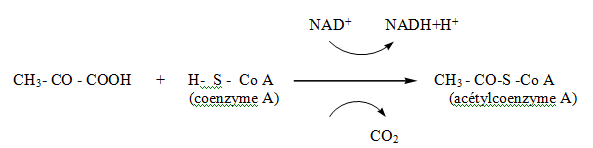 NAD⁺ NADH+H⁺
CH₃- CO - COOH + H- S - Co A CH₃ - CO-S -Co A
(coenzyme A) (acétylcoenzyme A)
CO₂